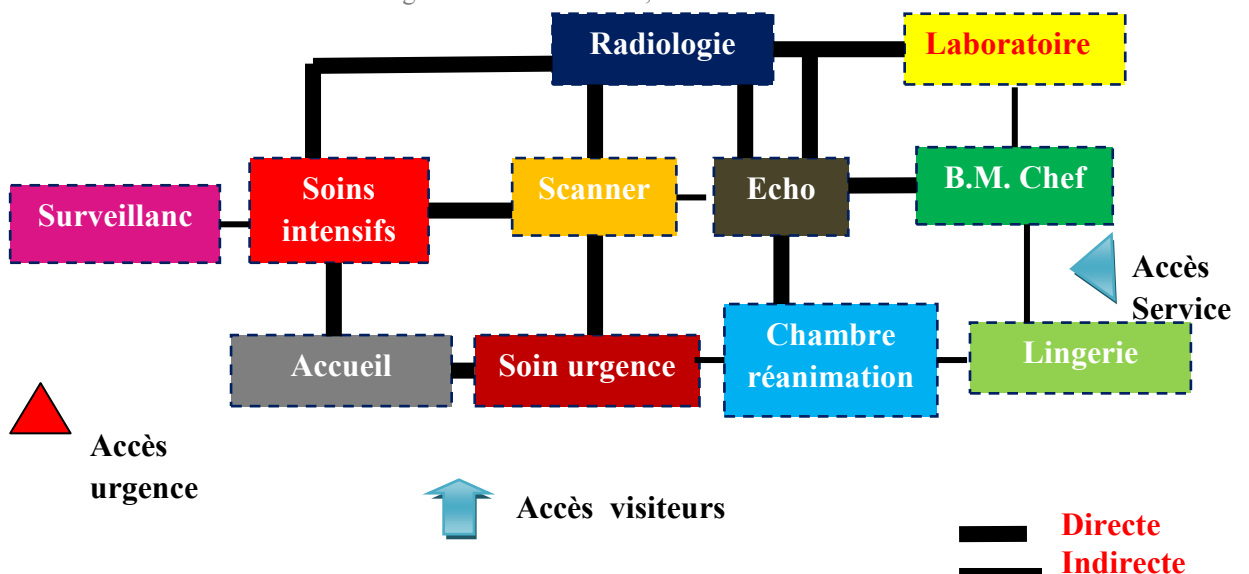 Radiologie
Laboratoire
Surveillanc
Soins
intensifs
Scanner
Echo
B.M. Chef
Accès
Service
Accueil
Soin urgence
Chambre
réanimation
Lingerie
Accès
urgence
Accès visiteurs
Directe
Indirecte